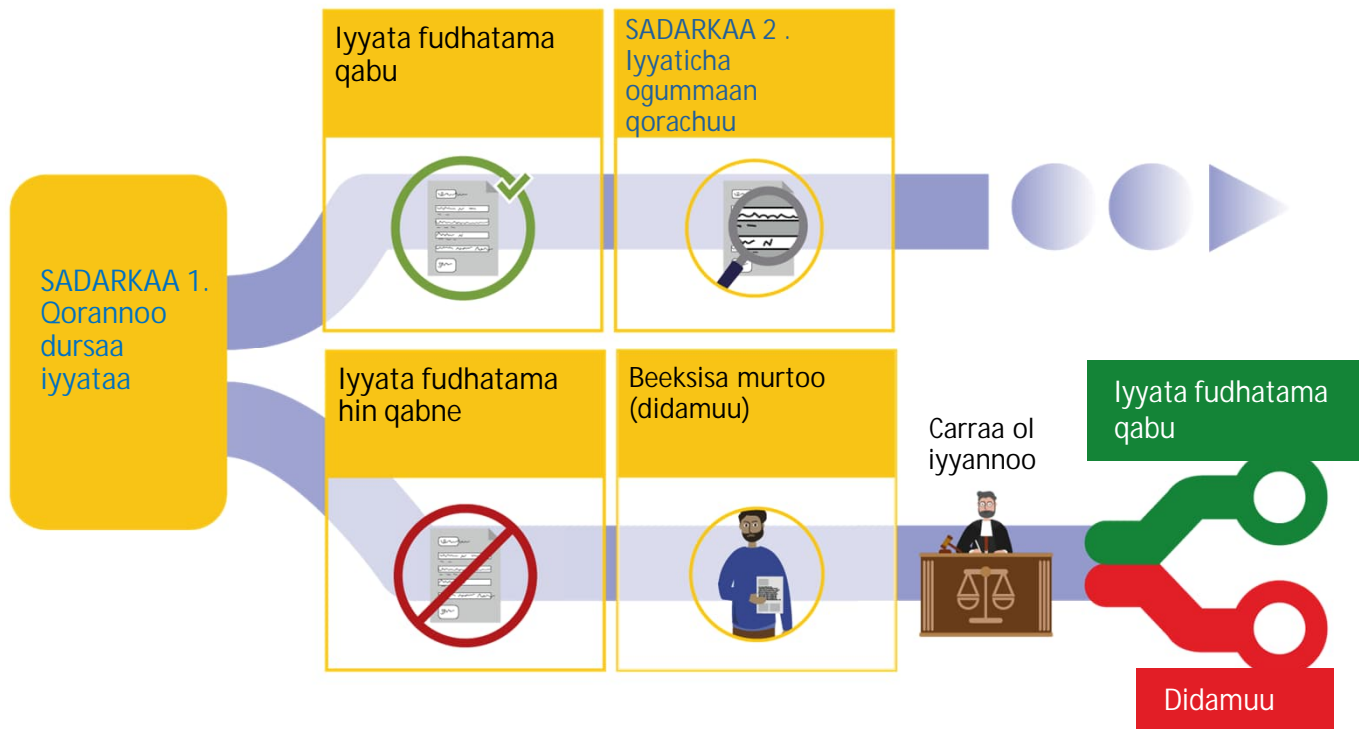 SADARKAA 1.
Qorannoo
dursaa
iyyataa
Iyyata fudhatama
qabu
SADARKAA 2 .
Iyyaticha
ogummaan
qorachuu
Iyyata fudhatama
hin qabne
Beeksisa murtoo
(didamuu)
Carraa ol
iyyannoo
Iyyata fudhatama
qabu
Didamuu